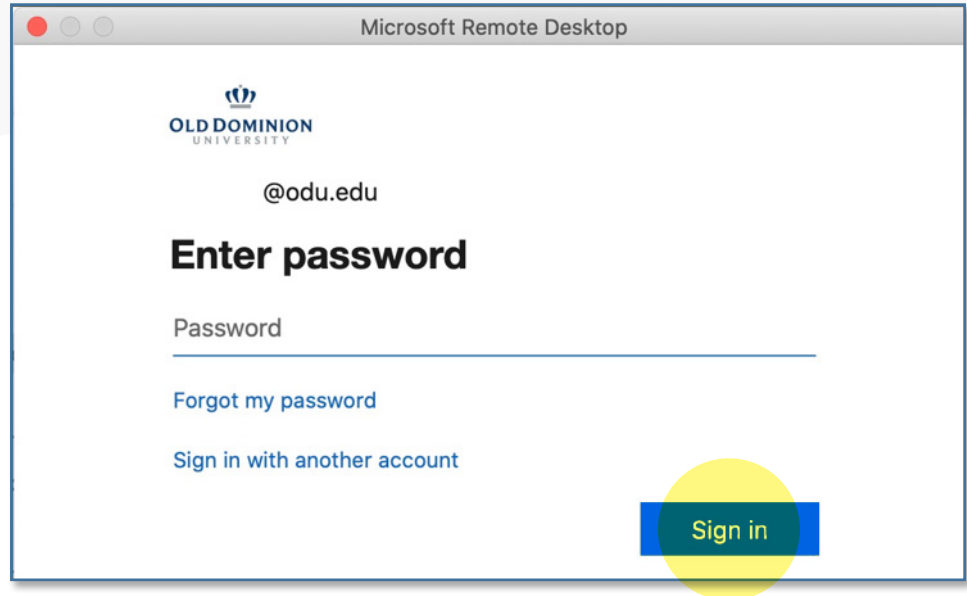 Microsoft Remote Desktop
OLD DOMINION
UNIVERSITY
@odu.edu
Enter password
Password
Forgot my password
Sign in with another account
Sign in